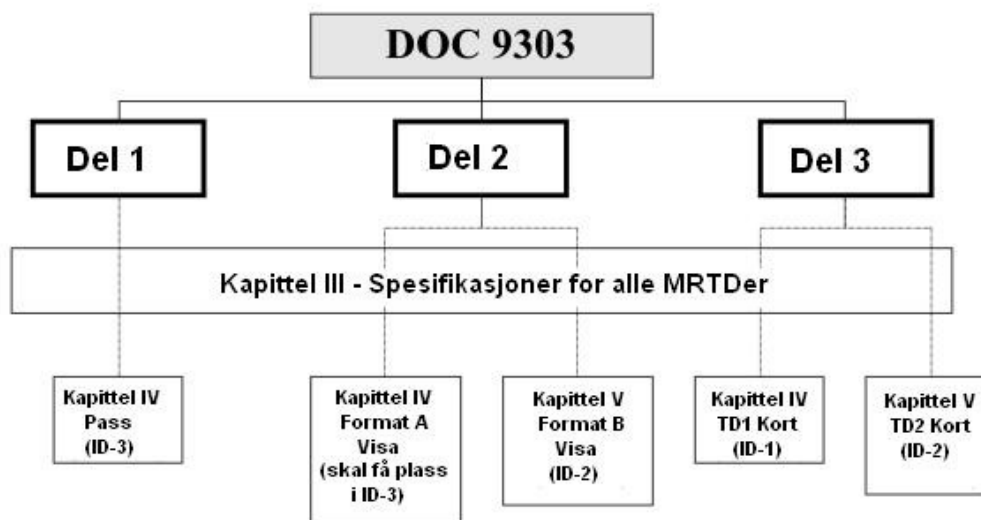 DOC 9303
Del 1
Del 2
Del 3
Kapittel III - Spesifikasjoner for alle MRTDer
Kapittel IV
Pass
(ID-3)
Kapittel IV
Format A
Visa
(skal få plass
i ID-3)
Kapittel V
Format B
Visa
(ID-2)
Kapittel IV
TD1 Kort
(ID-1)
Kapittel V
TD2 Kort
(ID-2)